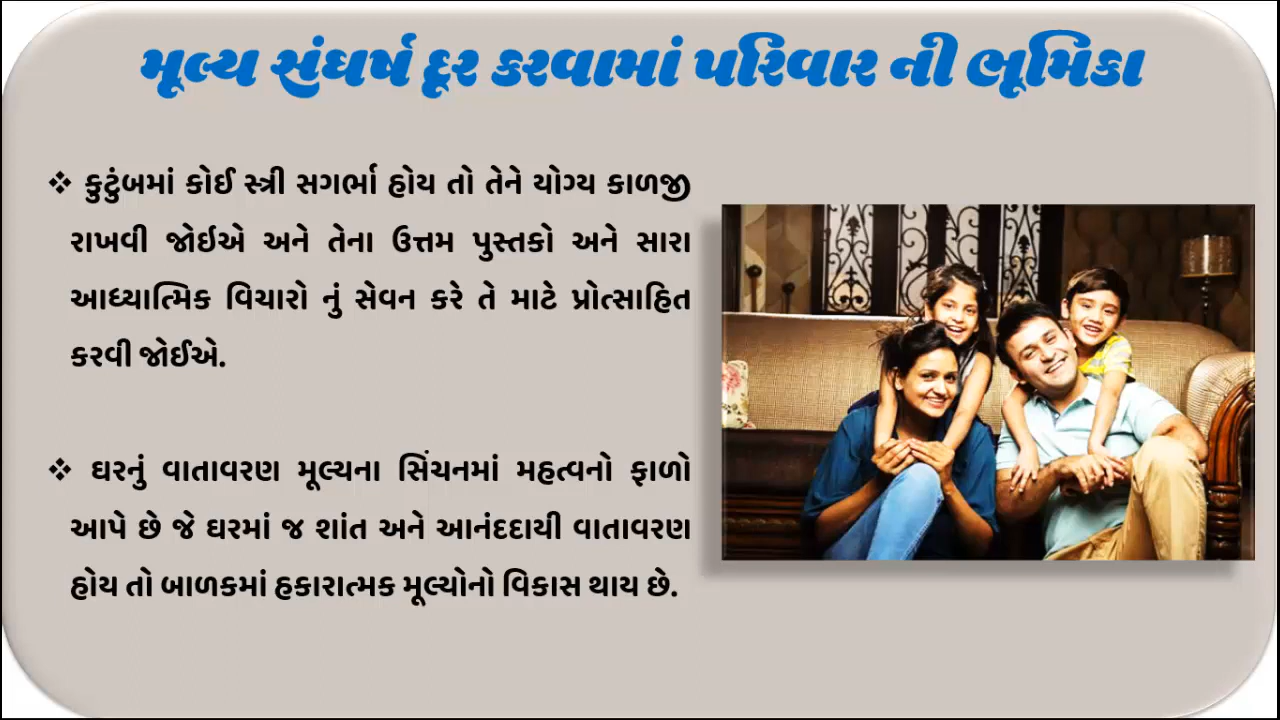 મૂલ્ય સંઘર્ષ દૂર કરવામાં પરિવાર ની ભૂમિકા
❖ કુટુંબમાં કોઈ સ્ત્રી સગર્ભા હોય તો તેને યોગ્ય કાળજી
રાખવી જોઇએ અને તેના ઉત્તમ પુસ્તકો અને સારા
આધ્યાત્મિક વિચારો નું સેવન કરે તે માટે પ્રોત્સાહિત
કરવી જોઈએ.
❖ ઘરનું વાતાવરણ મૂલ્યના સિંચનમાં મહત્વનો ફાળો
આપે છે જે ઘરમાં જ શાંત અને આનંદદાયી વાતાવરણ
હોય તો બાળકમાં હકારાત્મક મૂલ્યોનો વિકાસ થાય છે.